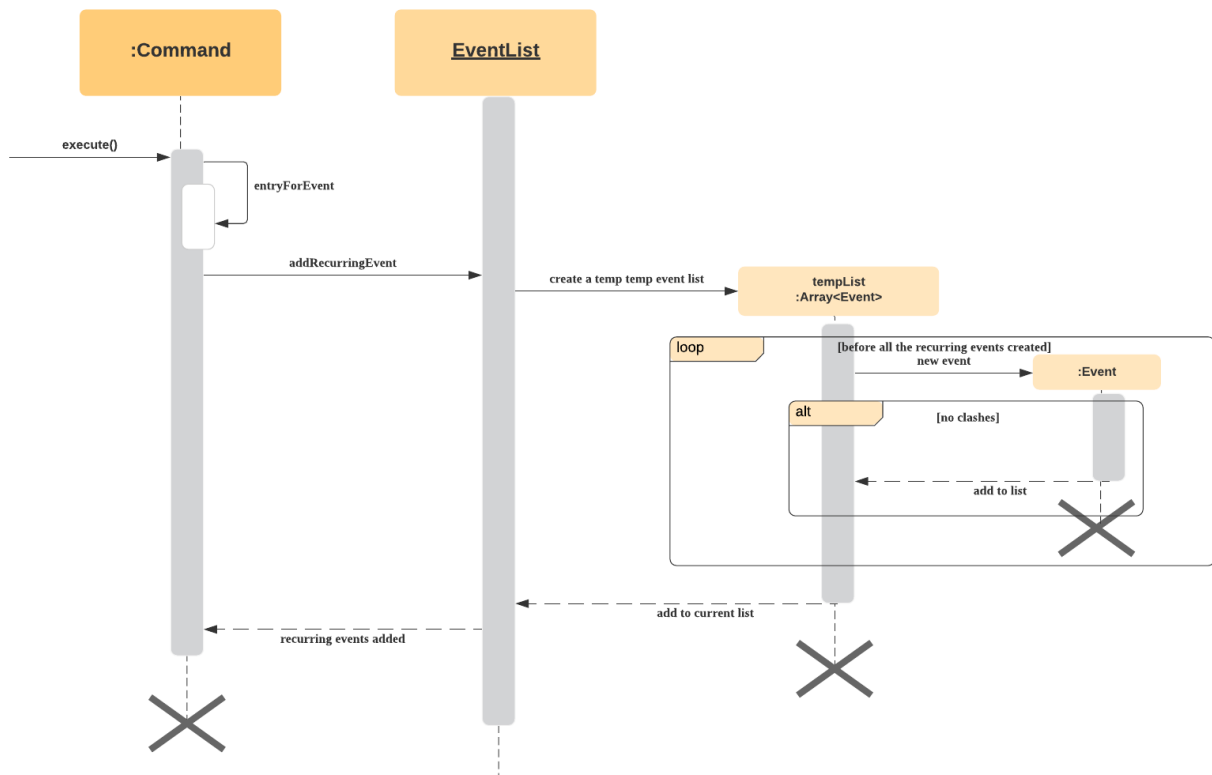 :Command
EventList
execute()
entryForEvent
addRecurringEvent
create a temp temp event list
tempList
:Array<Event>
loop
[before all the recurring events created]
new event
:Event
alt
[no clashes]
add to list
add to current list
recurring events added